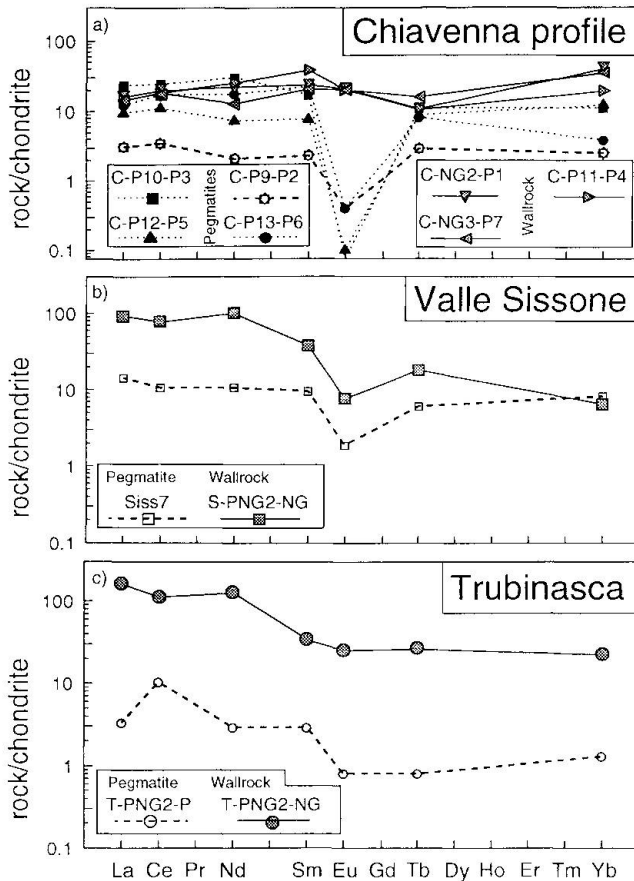 a)
Chiavenna profile
rock/chondrite
100
10
1
0.1
C-P10-P3
C-P9-P2
C-P12-P5
C-P13-P6
Pegmatites
C-NG2-P1
C-P11-P4
C-NG3-P7
Wallrock
b)
Valle Sissone
rock/chondrite
100
10
1
0.1
Pegmatite Wallrock
Siss7 S-PNG2-NG
c)
Trubinasca
rock/chondrite
100
10
1
0.1
Pegmatite Wallrock
T-PNG2-P T-PNG2-NG
La Ce Pr Nd Sm Eu Gd Tb Dy Ho Er Tm Yb